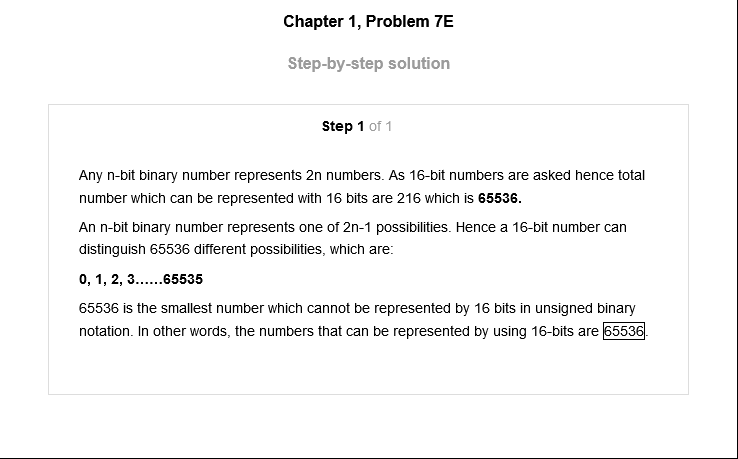 Chapter 1, Problem 7E
Step-by-step solution
Step 1 of 1
Any n-bit binary number represents 2n numbers. As 16-bit numbers are asked hence total
number which can be represented with 16 bits are 216 which is 65536.
An n-bit binary number represents one of 2n-1 possibilities. Hence a 16-bit number can
distinguish 65536 different possibilities, which are:
0, 1, 2, 3......65535
65536 is the smallest number which cannot be represented by 16 bits in unsigned binary
notation. In other words, the numbers that can be represented by using 16-bits are 65536.